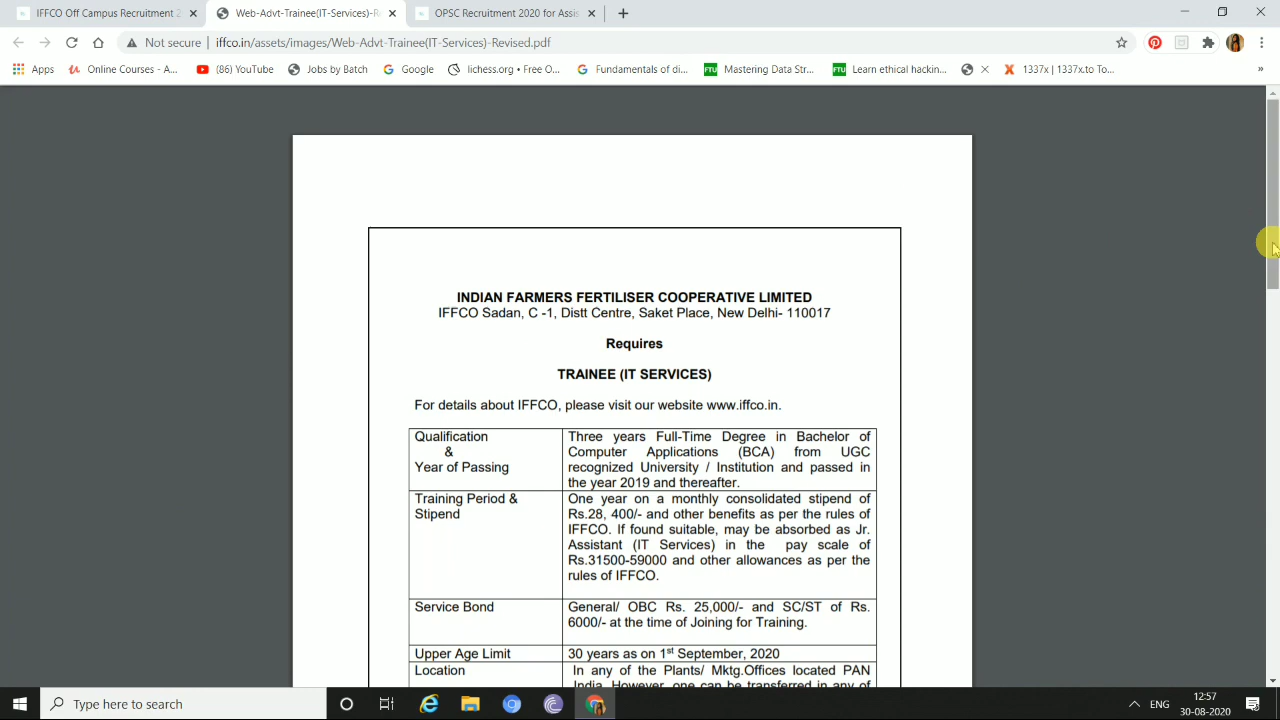 IFFCO Off Campus Recruitment 2
Web-Advt-Trainee(IT-Services)-R
OPSC Recruitment 2020 for Assis
Not secure | iffco.in/assets/images/Web-Advt-Trainee(IT-Services)-Revised.pdf
Apps
Online Courses - A...
(86) YouTube
Jobs by Batch
Google
lichess.org • Free O...
Fundamentals of di...
FTU Mastering Data Str...
FTU Learn ethical hackin...
1337x | 1337x.to To...
»
INDIAN FARMERS FERTILISER COOPERATIVE LIMITED
IFFCO Sadan, C -1, Distt Centre, Saket Place, New Delhi- 110017
Requires
TRAINEE (IT SERVICES)
For details about IFFCO, please visit our website www.iffco.in.
Qualification
&
Year of Passing
Three years Full-Time Degree in Bachelor of
Computer Applications (BCA) from UGC
recognized University / Institution and passed in
the year 2019 and thereafter.
Training Period &
Stipend
One year on a monthly consolidated stipend of
Rs.28, 400/- and other benefits as per the rules of
IFFCO. If found suitable, may be absorbed as Jr.
Assistant (IT Services) in the pay scale of
Rs.31500-59000 and other allowances as per the
rules of IFFCO.
Service Bond
General/ OBC Rs. 25,000/- and SC/ST of Rs.
6000/- at the time of Joining for Training.
Upper Age Limit
30 years as on 1st September, 2020
Location
In any of the Plants/ Mktg.Offices located PAN
India. However, one can be transferred in any of
Type here to search
ENG
12:57
30-08-2020